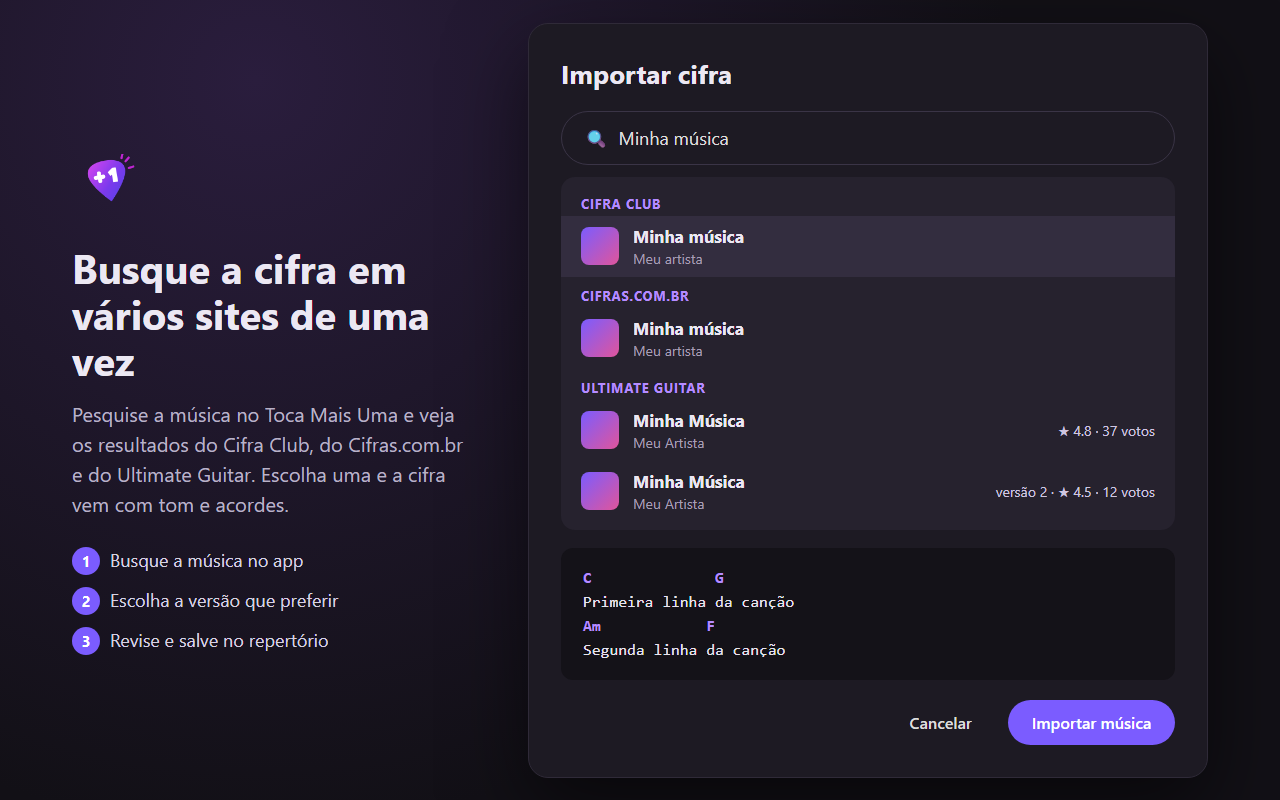 +1
Busque a cifra em
vários sites de uma
vez
Pesquise a música no Toca Mais Uma e veja
os resultados do Cifra Club, do Cifras.com.br
e do Ultimate Guitar. Escolha uma e a cifra
vem com tom e acordes.
1 Busque a música no app
2 Escolha a versão que preferir
3 Revise e salve no repertório
Importar cifra
Minha música
CIFRA CLUB
Minha música
Meu artista
CIFRAS.COM.BR
Minha música
Meu artista
ULTIMATE GUITAR
Minha Música
Meu Artista
★ 4.8 · 37 votos
Minha Música
Meu Artista
versão 2 · ★ 4.5 · 12 votos
C G
Primeira linha da canção
Am F
Segunda linha da canção
Cancelar
Importar música